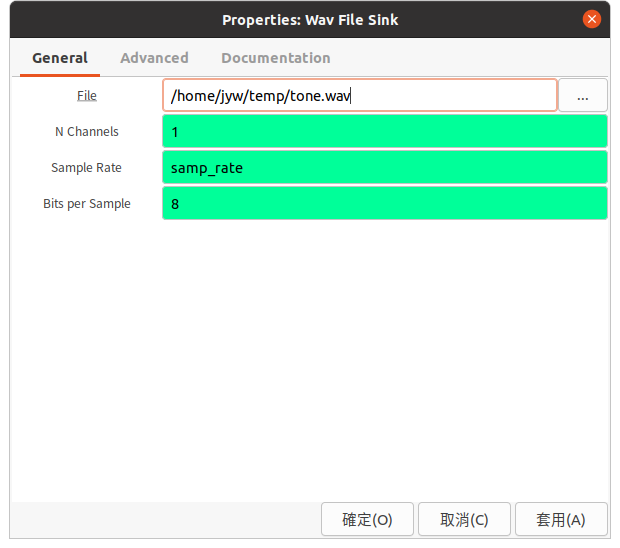 Properties: Wav File Sink
General Advanced Documentation
File /home/jyw/temp/tone.wav ...
N Channels 1
Sample Rate samp_rate
Bits per Sample 8
確定(O) 取消(C) 套用(A)